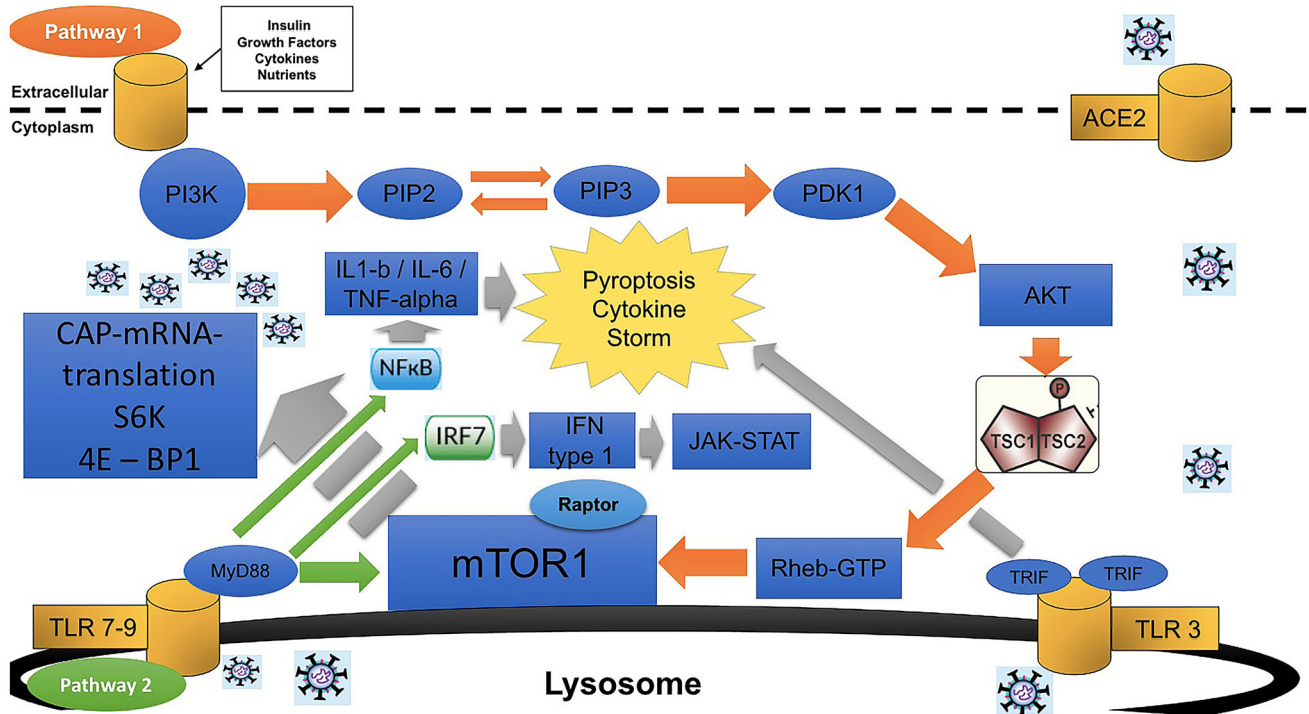 Pathway 1
Insulin
Growth Factors
Cytokines
Nutrients
Extracellular
Cytoplasm
ACE2
PI3K
PIP2
PIP3
PDK1
IL1-b / IL-6 /
TNF-alpha
Pyroptosis
Cytokine
Storm
AKT
CAP-mRNA-
translation
S6K
4E – BP1
NFκB
P
TSC1
TSC2
IRF7
IFN
type 1
JAK-STAT
Raptor
mTOR1
Rheb-GTP
MyD88
TRIF
TRIF
TLR 7-9
TLR 3
Pathway 2
Lysosome